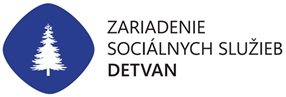 ZARIADENIE
SOCIÁLNYCH SLUŽIEB
DETVAN